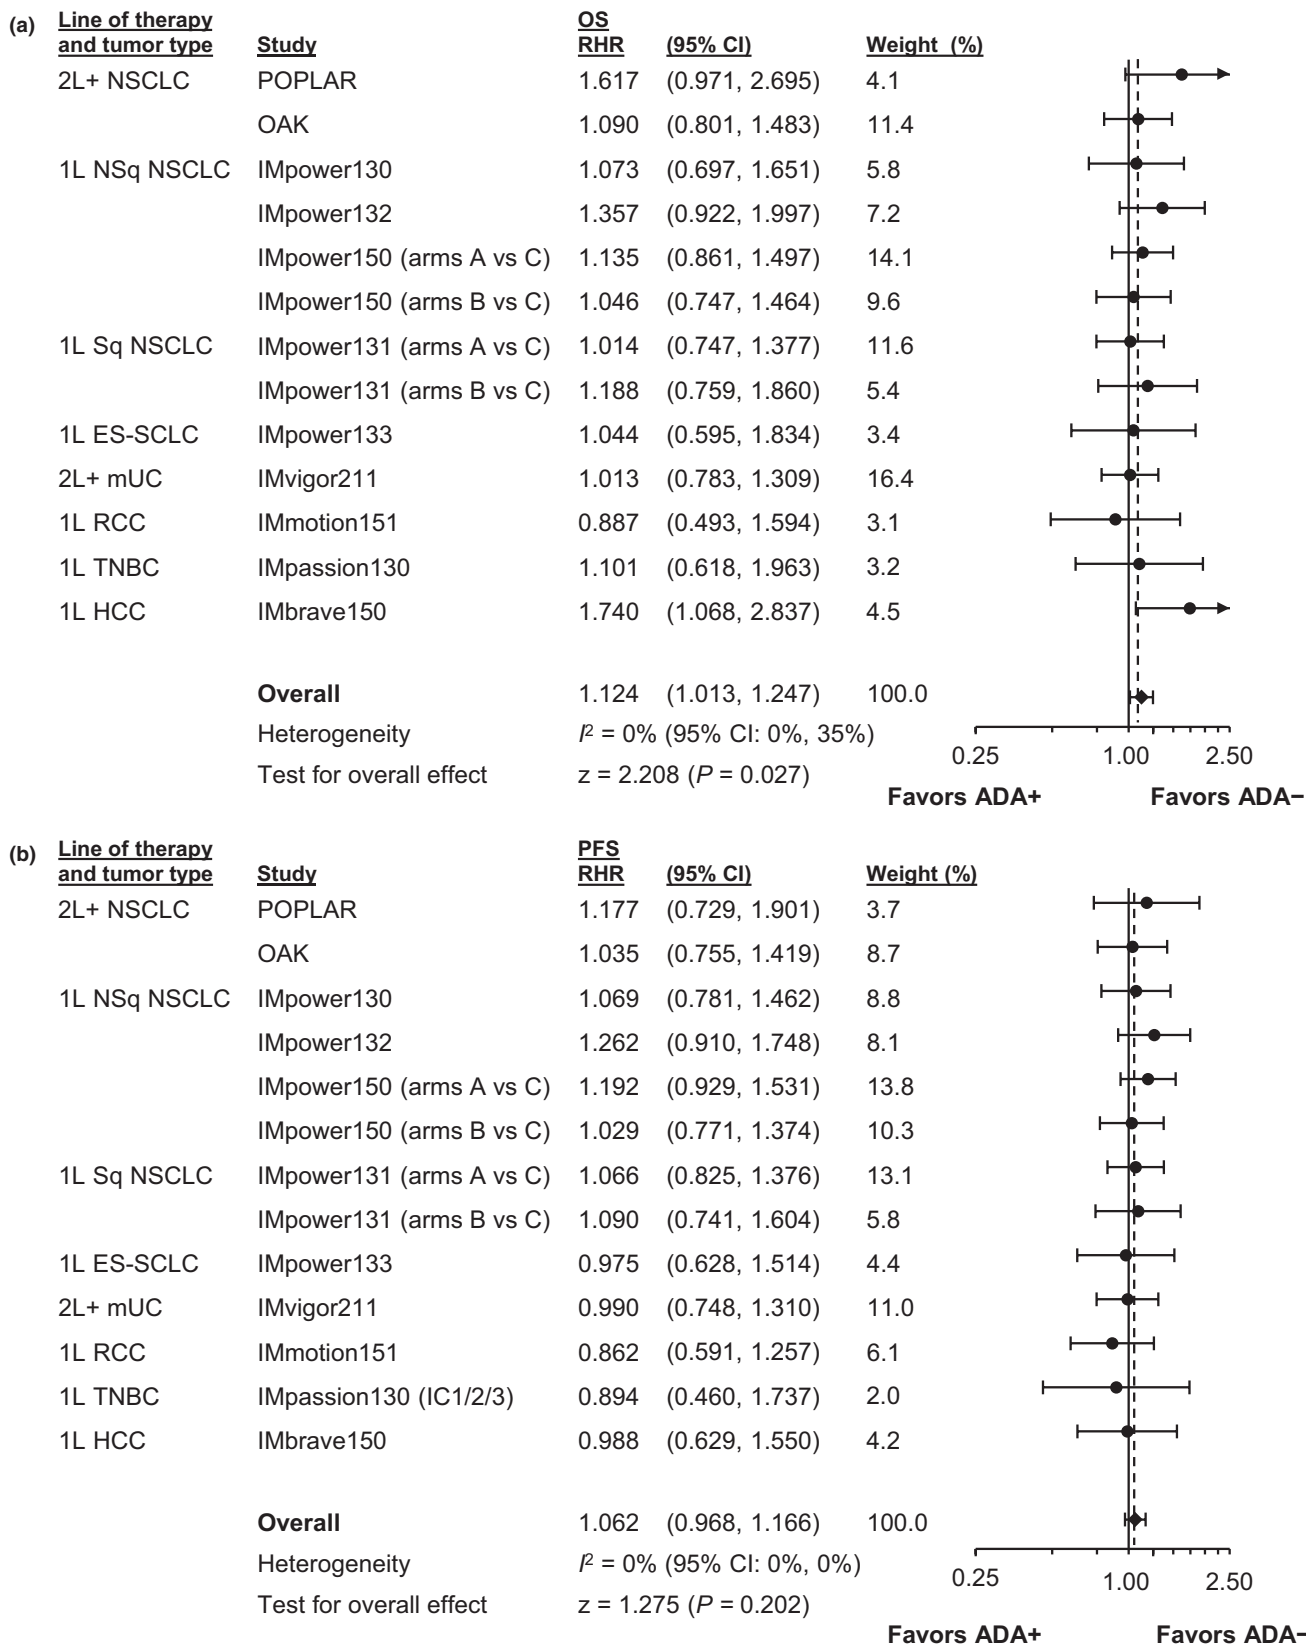 (a) Line of therapy and tumor type Study OS RHR (95% CI) Weight (%)
2L+ NSCLC POPLAR 1.617 (0.971, 2.695) 4.1
OAK 1.090 (0.801, 1.483) 11.4
1L NSq NSCLC IMpower130 1.073 (0.697, 1.651) 5.8
IMpower132 1.357 (0.922, 1.997) 7.2
IMpower150 (arms A vs C) 1.135 (0.861, 1.497) 14.1
IMpower150 (arms B vs C) 1.046 (0.747, 1.464) 9.6
1L Sq NSCLC IMpower131 (arms A vs C) 1.014 (0.747, 1.377) 11.6
IMpower131 (arms B vs C) 1.188 (0.759, 1.860) 5.4
1L ES-SCLC IMpower133 1.044 (0.595, 1.834) 3.4
2L+ mUC IMvigor211 1.013 (0.783, 1.309) 16.4
1L RCC IMmotion151 0.887 (0.493, 1.594) 3.1
1L TNBC IMpassion130 1.101 (0.618, 1.963) 3.2
1L HCC IMbrave150 1.740 (1.068, 2.837) 4.5
Overall 1.124 (1.013, 1.247) 100.0
Heterogeneity I² = 0% (95% CI: 0%, 35%)
0.25 1.00 2.50
Test for overall effect z = 2.208 (P = 0.027)
Favors ADA+ Favors ADA−
(b) Line of therapy and tumor type Study PFS RHR (95% CI) Weight (%)
2L+ NSCLC POPLAR 1.177 (0.729, 1.901) 3.7
OAK 1.035 (0.755, 1.419) 8.7
1L NSq NSCLC IMpower130 1.069 (0.781, 1.462) 8.8
IMpower132 1.262 (0.910, 1.748) 8.1
IMpower150 (arms A vs C) 1.192 (0.929, 1.531) 13.8
IMpower150 (arms B vs C) 1.029 (0.771, 1.374) 10.3
1L Sq NSCLC IMpower131 (arms A vs C) 1.066 (0.825, 1.376) 13.1
IMpower131 (arms B vs C) 1.090 (0.741, 1.604) 5.8
1L ES-SCLC IMpower133 0.975 (0.628, 1.514) 4.4
2L+ mUC IMvigor211 0.990 (0.748, 1.310) 11.0
1L RCC IMmotion151 0.862 (0.591, 1.257) 6.1
1L TNBC IMpassion130 (IC1/2/3) 0.894 (0.460, 1.737) 2.0
1L HCC IMbrave150 0.988 (0.629, 1.550) 4.2
Overall 1.062 (0.968, 1.166) 100.0
Heterogeneity I² = 0% (95% CI: 0%, 0%)
0.25 1.00 2.50
Test for overall effect z = 1.275 (P = 0.202)
Favors ADA+ Favors ADA−